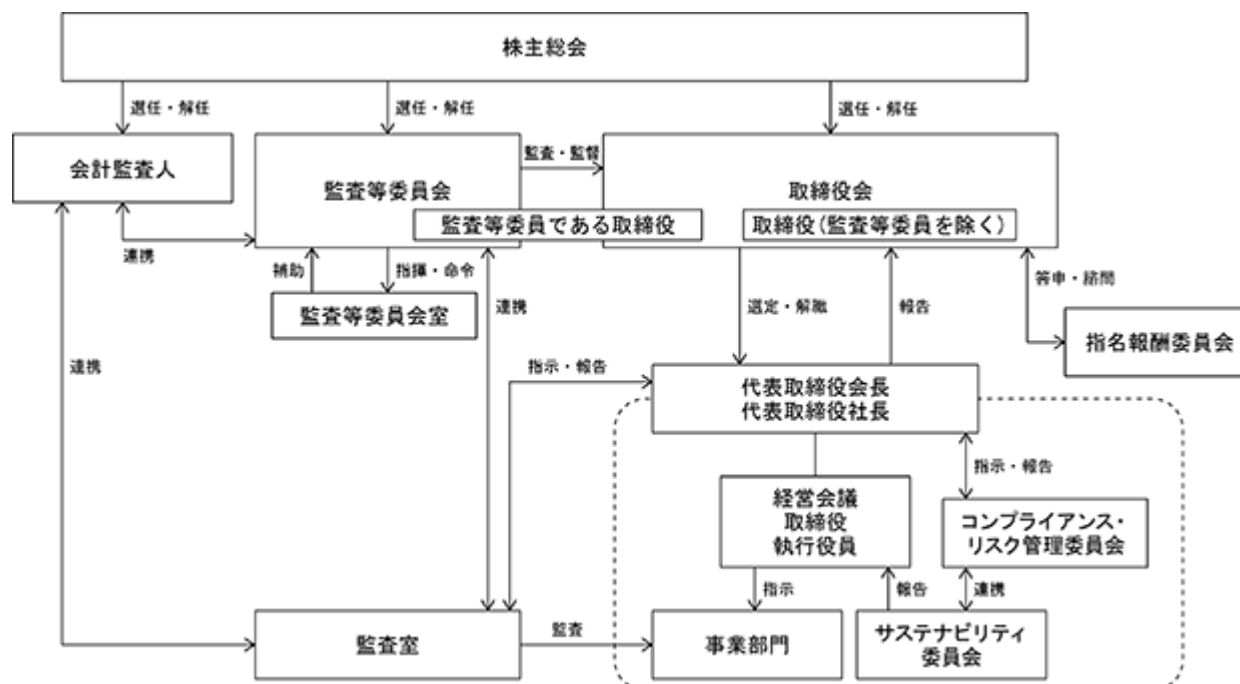 株主総会
選任・解任
選任・解任
選任・解任
会計監査人
監査等委員会
監査・監督
取締役会
監査等委員である取締役
取締役(監査等委員を除く)
連携
補助
指揮・命令
連携
選定・解職
報告
答申・諮問
監査等委員会室
指名報酬委員会
連携
指示・報告
代表取締役会長
代表取締役社長
指示・報告
経営会議
取締役
執行役員
コンプライアンス・
リスク管理委員会
指示
報告
連携
監査室
監査
事業部門
サステナビリティ
委員会